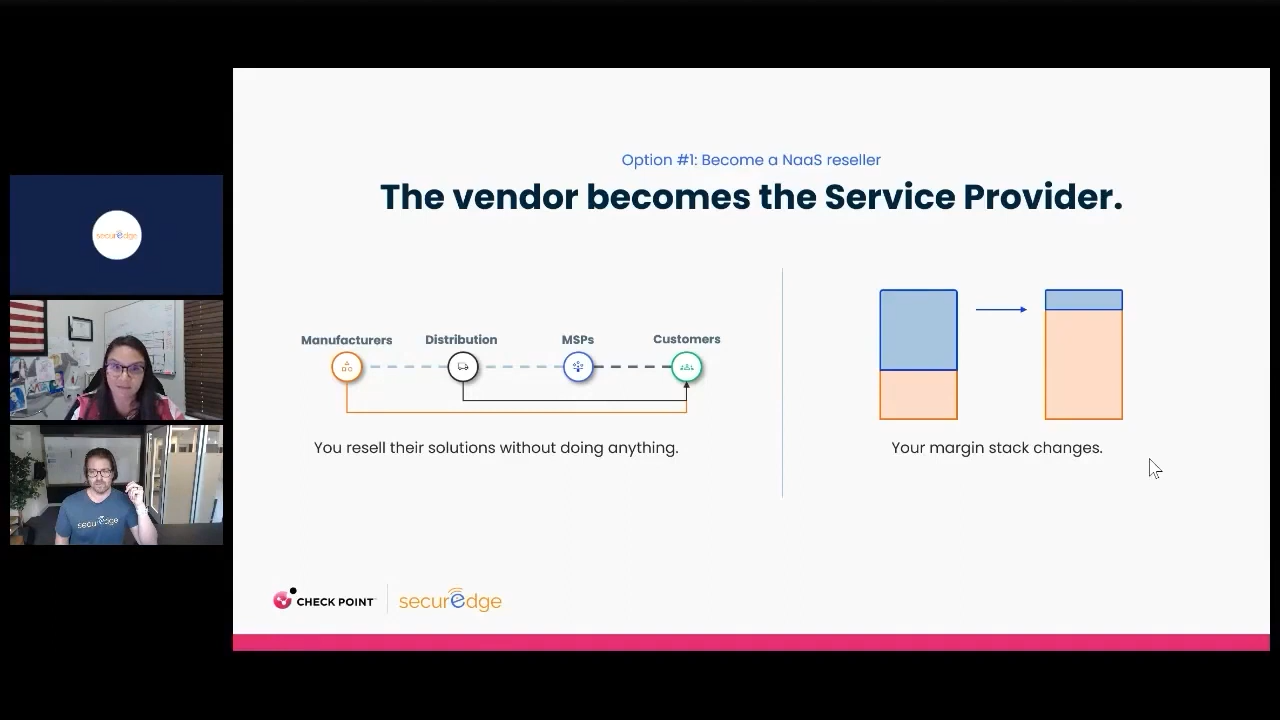 Option #1: Become a NaaS reseller
The vendor becomes the Service Provider.
Manufacturers
Distribution
MSPs
Customers
You resell their solutions without doing anything.
Your margin stack changes.
CHECK POINT
securedge
securedge
securedge